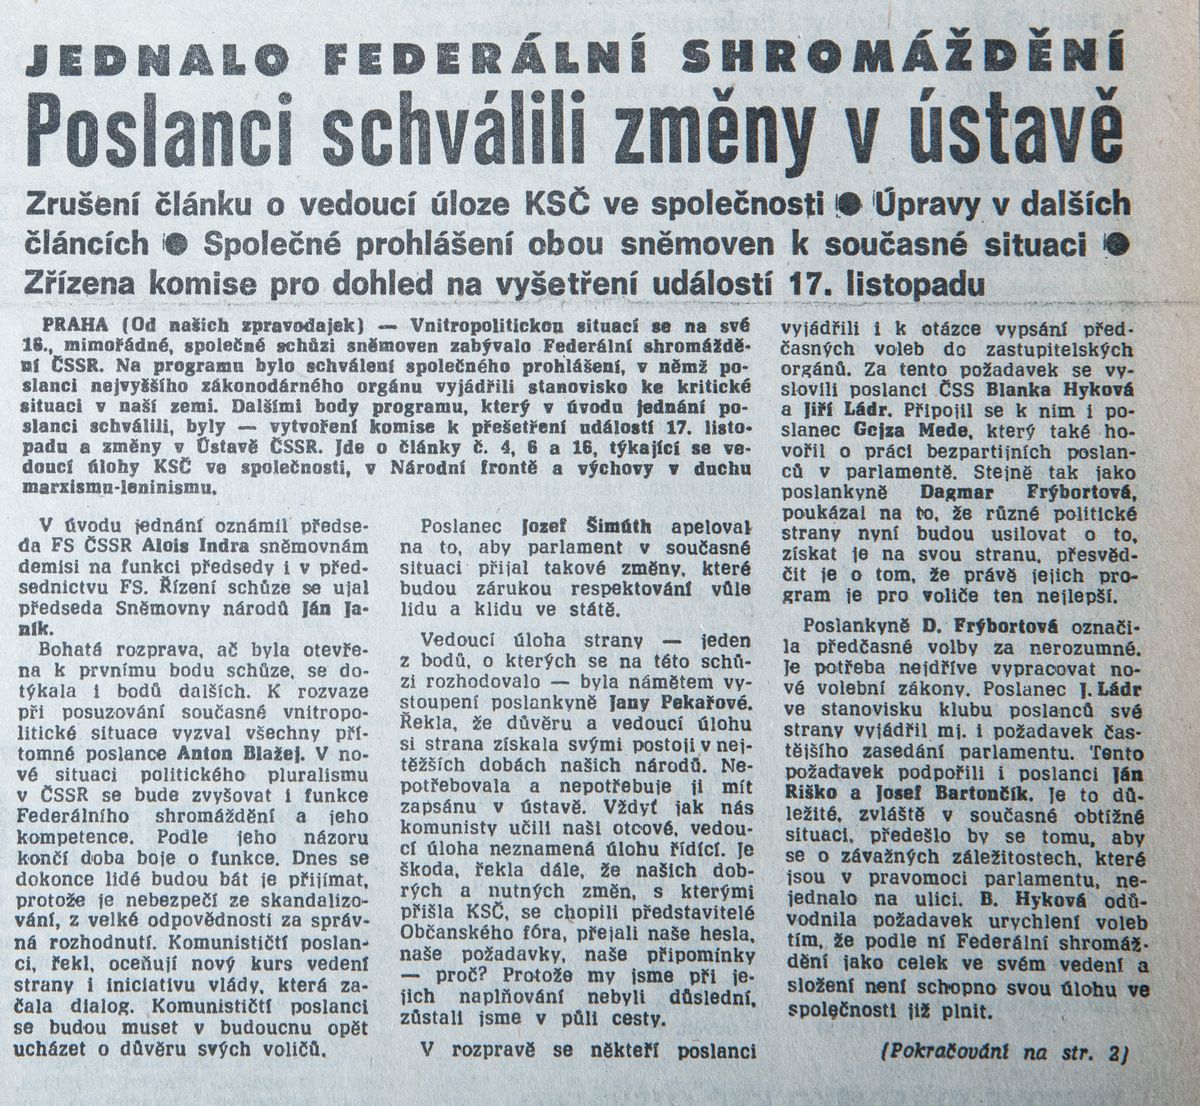 JEDNALO FEDERÁLNÍ SHROMÁŽDĚNÍ
Poslanci schválili změny v ústavě
Zrušení článku o vedoucí úloze KSČ ve společnosti ● Úpravy v dalších
článcích ● Společné prohlášení obou sněmoven k současné situaci ●
Zřízena komise pro dohled na vyšetření událostí 17. listopadu
PRAHA (Od našich zpravodajek) — Vnitropolitickou situací se na své
16., mimořádné, společné schůzi sněmoven zabývalo Federální shromáždě-
ní ČSSR. Na programu bylo schválení společného prohlášení, v němž po-
slanci nejvyššího zákonodárného orgánu vyjádřili stanovisko ke kritické
situaci v naší zemi. Dalšími body programu, který v úvodu jednání po-
slanci schválili, byly — vytvoření komise k přešetření událostí 17. listo-
padu a změny v Ústavě ČSSR. Jde o články č. 4, 6 a 16, týkající se ve-
doucí úlohy KSČ ve společnosti, v Národní frontě a výchovy v duchu
marxismu-leninismu.
V úvodu jednání oznámil předse-
da FS ČSSR Alois Indra sněmovnám
demisi na funkci předsedy i v před-
sednictvu FS. Řízení schůze se ujal
předseda Sněmovny národů Ján Ja-
ník.
Bohatá rozprava, ač byla otevře-
na k prvnímu bodu schůze, se do-
týkala i bodů dalších. K rozvaze
při posuzování současné vnitropo-
litické situace vyzval všechny pří-
tomné poslance Anton Blažej. V no-
vé situaci politického pluralismu
v ČSSR se bude zvyšovat i funkce
Federálního shromáždění a jeho
kompetence. Podle jeho názoru
končí doba boje o funkce. Dnes se
dokonce lidé budou bát je přijímat,
protože je nebezpečí ze skandalizo-
vání, z velké odpovědnosti za správ-
ná rozhodnutí. Komunističtí poslan-
ci, řekl, oceňují nový kurs vedení
strany i iniciativu vlády, která za-
čala dialog. Komunističtí poslanci
se budou muset v budoucnu opět
ucházet o důvěru svých voličů.
Poslanec Jozef Šimúth apeloval
na to, aby parlament v současné
situaci přijal takové změny, které
budou zárukou respektování vůle
lidu a klidu ve státě.
Vedoucí úloha strany — jeden
z bodů, o kterých se na této schů-
zi rozhodovalo — byla námětem vy-
stoupení poslankyně Jany Pekařové.
Řekla, že důvěru a vedoucí úlohu
si strana získala svými postoji v nej-
těžších dobách našich národů. Ne-
potřebovala a nepotřebuje ji mít
zapsánu v ústavě. Vždyť jak nás
komunisty učili naši otcové, vedou-
cí úloha neznamená úlohu řídící. Je
škoda, řekla dále, že našich dob-
rých a nutných změn, s kterými
přišla KSČ, se chopili představitelé
Občanského fóra, přejali naše hesla,
naše požadavky, naše připomínky
— proč? Protože my jsme při je-
jich naplňování nebyli důslední,
zůstali jsme v půli cesty.
V rozpravě se někteří poslanci
vyjádřili i k otázce vypsání před-
časných voleb do zastupitelských
orgánů. Za tento požadavek se vy-
slovili poslanci ČSS Blanka Hyková
a Jiří Ládr. Připojil se k nim i po-
slanec Gejza Mede, který také ho-
vořil o práci bezpartijních poslan-
ců v parlamentě. Stejně tak jako
poslankyně Dagmar Frýbortová,
poukázal na to, že různé politické
strany nyní budou usilovat o to,
získat je na svou stranu, přesvěd-
čit je o tom, že právě jejich pro-
gram je pro voliče ten nejlepší.
Poslankyně D. Frýbortová označi-
la předčasné volby za nerozumné.
Je potřeba nejdříve vypracovat no-
vé volební zákony. Poslanec J. Ládr
ve stanovisku klubu poslanců své
strany vyjádřil mj. i požadavek čas-
tějšího zasedání parlamentu. Tento
požadavek podpořili i poslanci Ján
Riško a Josef Bartončík. Je to dů-
ležité, zvláště v současné obtížné
situaci, předešlo by se tomu, aby
se o závažných záležitostech, které
jsou v pravomoci parlamentu, ne-
jednalo na ulici. B. Hyková odů-
vodnila požadavek urychlení voleb
tím, že podle ní Federální shromáž-
dění jako celek ve svém vedení a
složení není schopno svou úlohu ve
společnosti již plnit.
(Pokračování na str. 2)